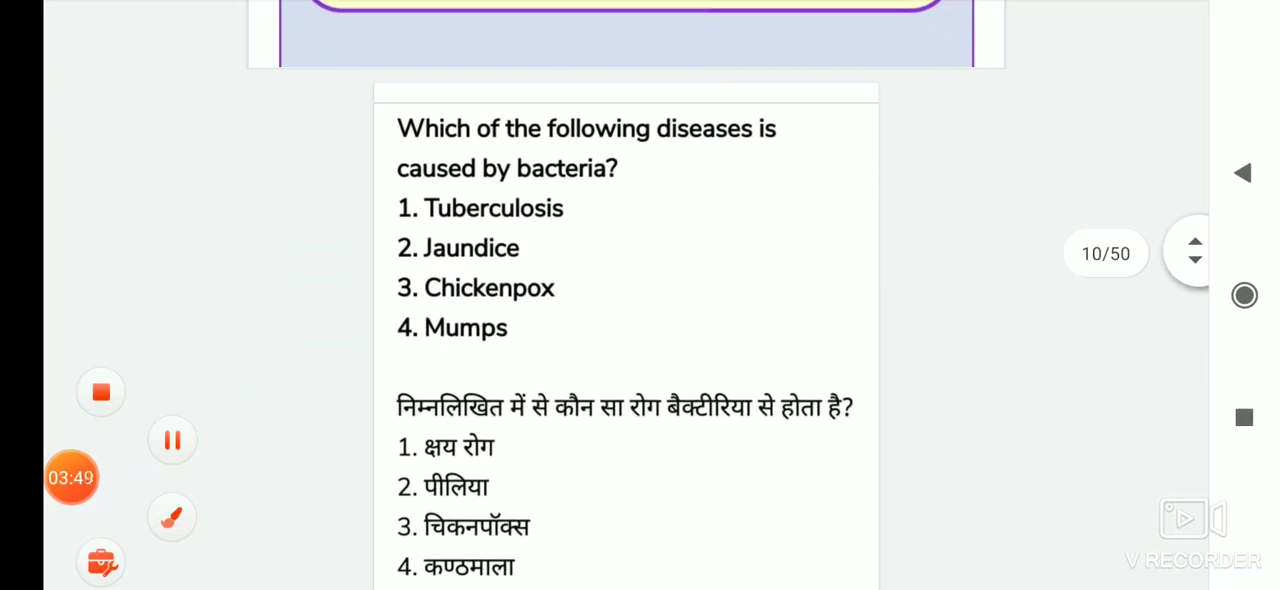 Which of the following diseases is
caused by bacteria?
1. Tuberculosis
2. Jaundice
3. Chickenpox
4. Mumps
निम्नलिखित में से कौन सा रोग बैक्टीरिया से होता है?
1. क्षय रोग
2. पीलिया
3. चिकनपॉक्स
4. कण्ठमाला
10/50
03:49
V RECORDER